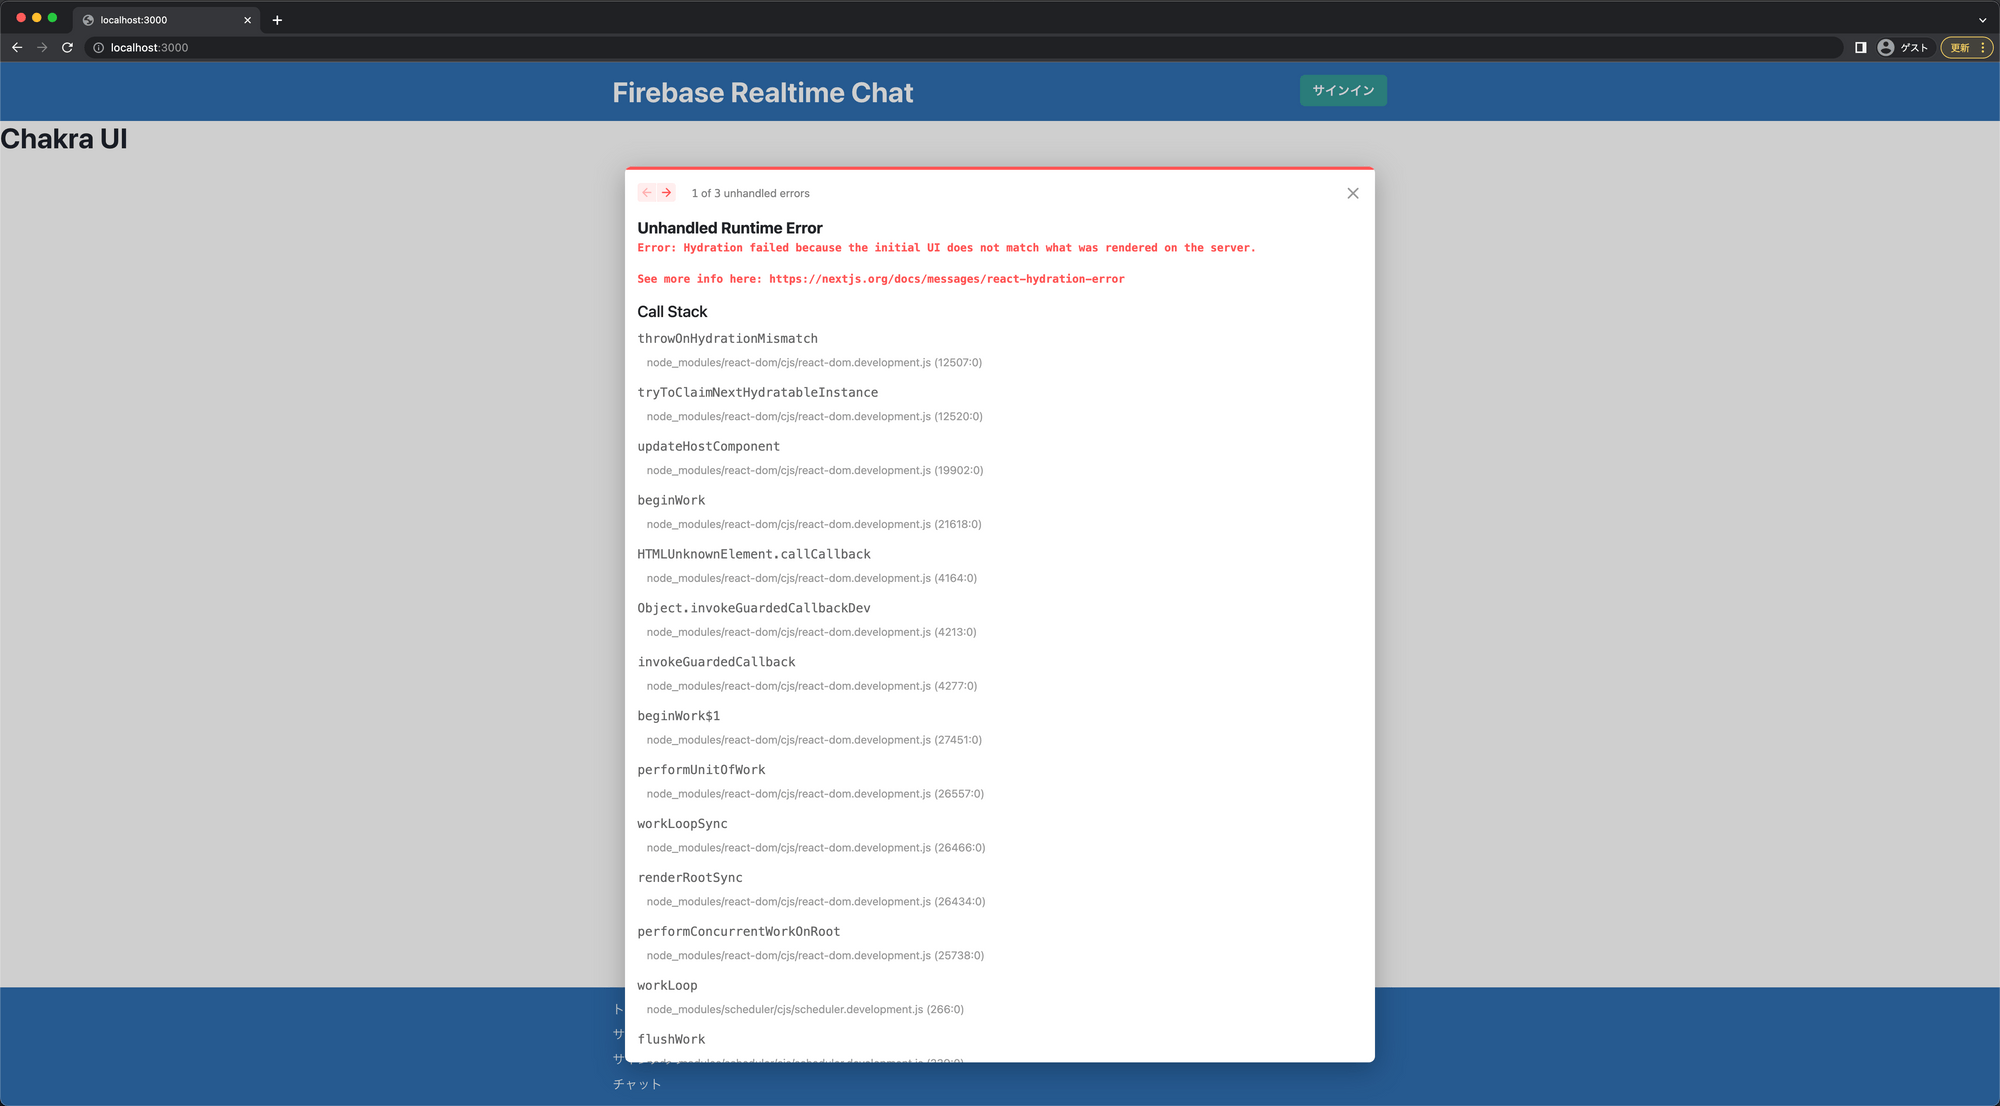 localhost:3000
localhost:3000
ゲスト
更新
Firebase Realtime Chat
サインイン
Chakra UI
1 of 3 unhandled errors
Unhandled Runtime Error
Error: Hydration failed because the initial UI does not match what was rendered on the server.
See more info here: https://nextjs.org/docs/messages/react-hydration-error
Call Stack
throwOnHydrationMismatch
node_modules/react-dom/cjs/react-dom.development.js (12507:0)
tryToClaimNextHydratableInstance
node_modules/react-dom/cjs/react-dom.development.js (12520:0)
updateHostComponent
node_modules/react-dom/cjs/react-dom.development.js (19902:0)
beginWork
node_modules/react-dom/cjs/react-dom.development.js (21618:0)
HTMLUnknownElement.callCallback
node_modules/react-dom/cjs/react-dom.development.js (4164:0)
Object.invokeGuardedCallbackDev
node_modules/react-dom/cjs/react-dom.development.js (4213:0)
invokeGuardedCallback
node_modules/react-dom/cjs/react-dom.development.js (4277:0)
beginWork$1
node_modules/react-dom/cjs/react-dom.development.js (27451:0)
performUnitOfWork
node_modules/react-dom/cjs/react-dom.development.js (26557:0)
workLoopSync
node_modules/react-dom/cjs/react-dom.development.js (26466:0)
renderRootSync
node_modules/react-dom/cjs/react-dom.development.js (26434:0)
performConcurrentWorkOnRoot
node_modules/react-dom/cjs/react-dom.development.js (25738:0)
workLoop
node_modules/scheduler/cjs/scheduler.development.js (266:0)
flushWork
ト
サ
サ
チャット